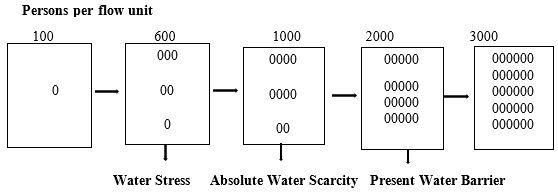 Persons per flow unit
100 600 1000 2000 3000
000 0000 00000 000000
000000
0 00 0000 00000 000000
00000 000000
0 00 00000 000000
Water Stress Absolute Water Scarcity Present Water Barrier